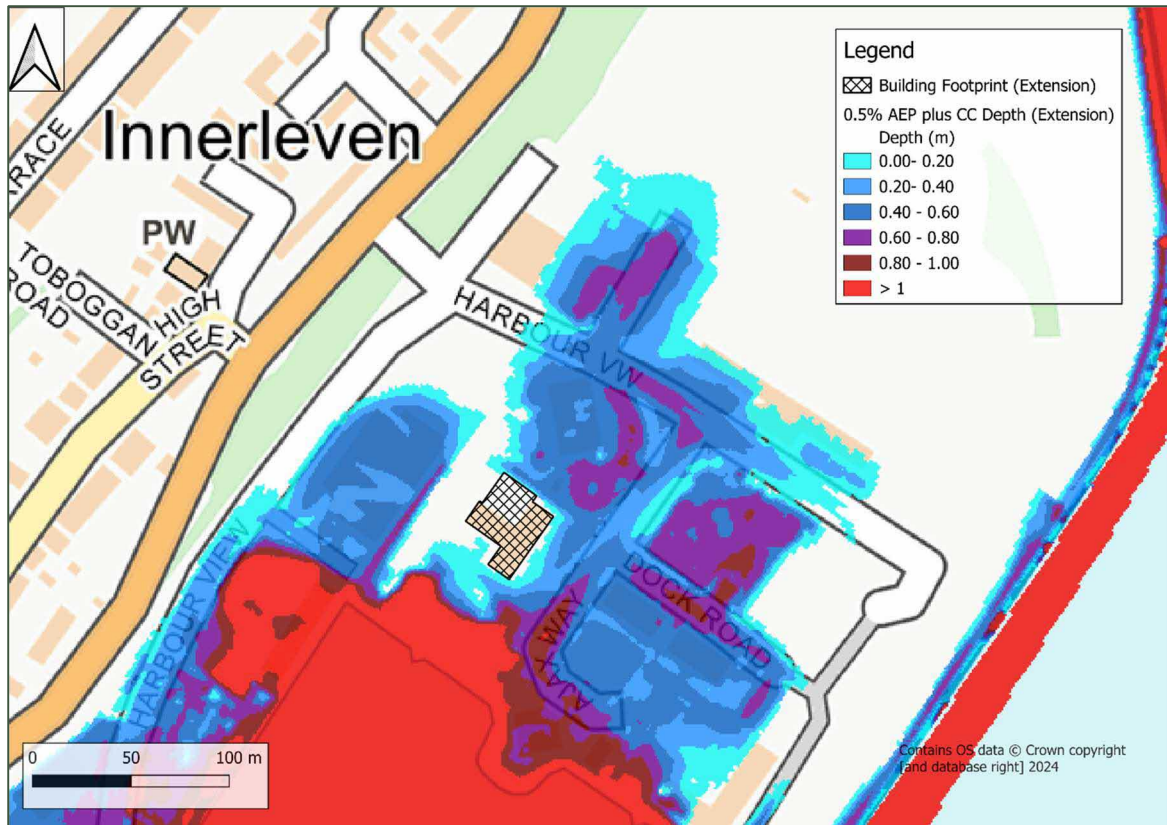 Innerleven
RRACE
PW
TOBOGGAN
ROAD
HIGH
STREET
HARBOUR VW
HARBOUR VIEW
DOCK ROAD
AJAX WAY
Legend
Building Footprint (Extension)
0.5% AEP plus CC Depth (Extension)
Depth (m)
0.00- 0.20
0.20- 0.40
0.40 - 0.60
0.60 - 0.80
0.80 - 1.00
> 1
0 50 100 m
Contains OS data © Crown copyright
[and database right] 2024